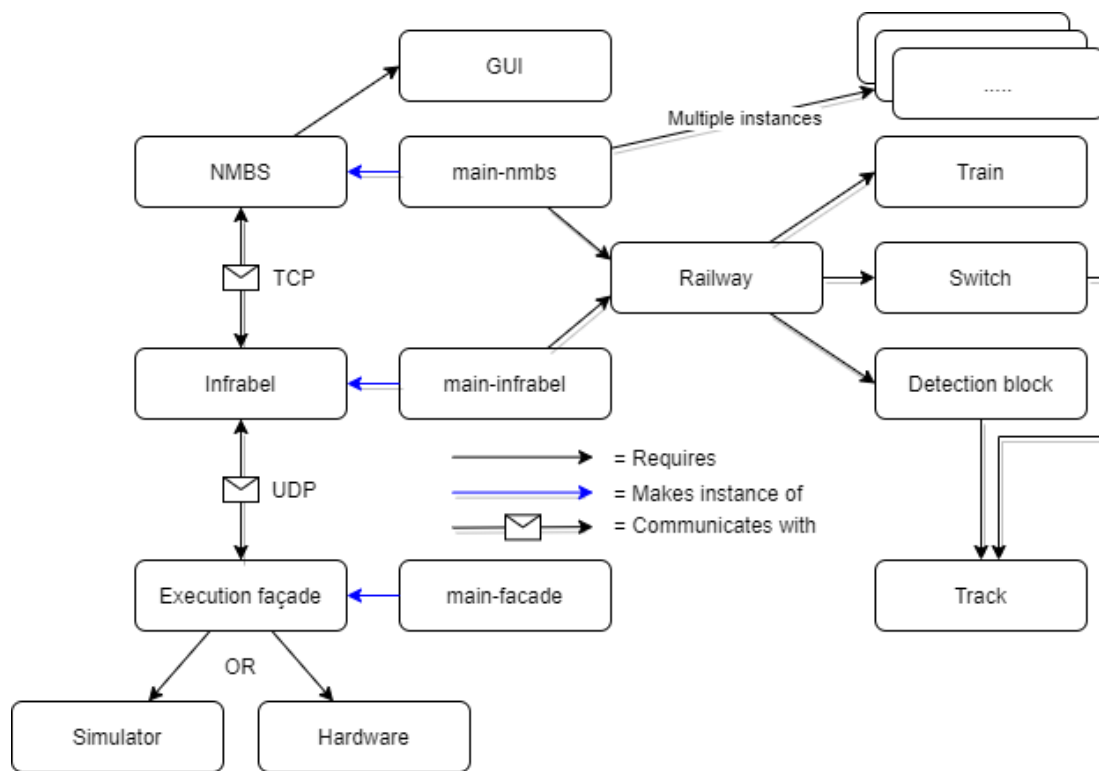 GUI
.....
Multiple instances
NMBS
main-nmbs
Train
TCP
Railway
Switch
Infrabel
main-infrabel
Detection block
= Requires
UDP
= Makes instance of
= Communicates with
Execution façade
main-facade
Track
OR
Simulator
Hardware